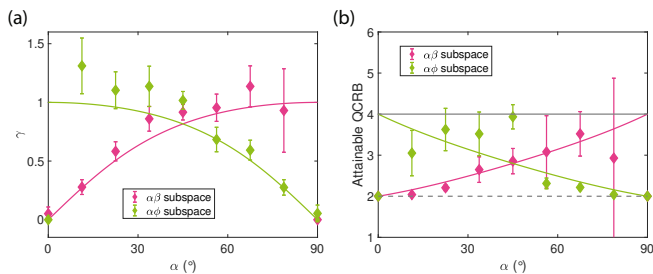 (a)
1.5
1
0.5
0
γ
αβ subspace
αϕ subspace
0 30 60 90
α (°)
(b)
6
5
4
3
2
1
Attainable QCRB
αβ subspace
αϕ subspace
0 30 60 90
α (°)